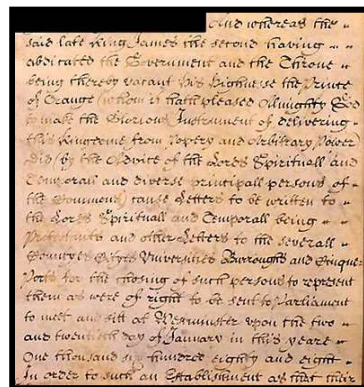 And whereas the
said late King James the second having
abdicated the Government and the Throne
being thereby vacant His Highnesse the Prince
of Orange (whom it hath pleased Almighty God
to make the Glorious Instrument of delivering
this Kingdome from Popery and Arbitrary Power
did (by the Advice of the Lords Spirituall and
Temporall and diverse principall persons of
the Commons) cause Letters to be written to
the Lords Spirituall and Temporall being
Protestants and other Letters to the severall
Countyes Cityes Universities Burroughs and Cinque
Ports for the chosing of such persons to represent
them as were of right to be sent to Parliament
to meet and sitt at Westminster upon the two
and twentieth day of January in this yeare
One thousand six hundred eighty and eight
In order to such an Establishment as that their